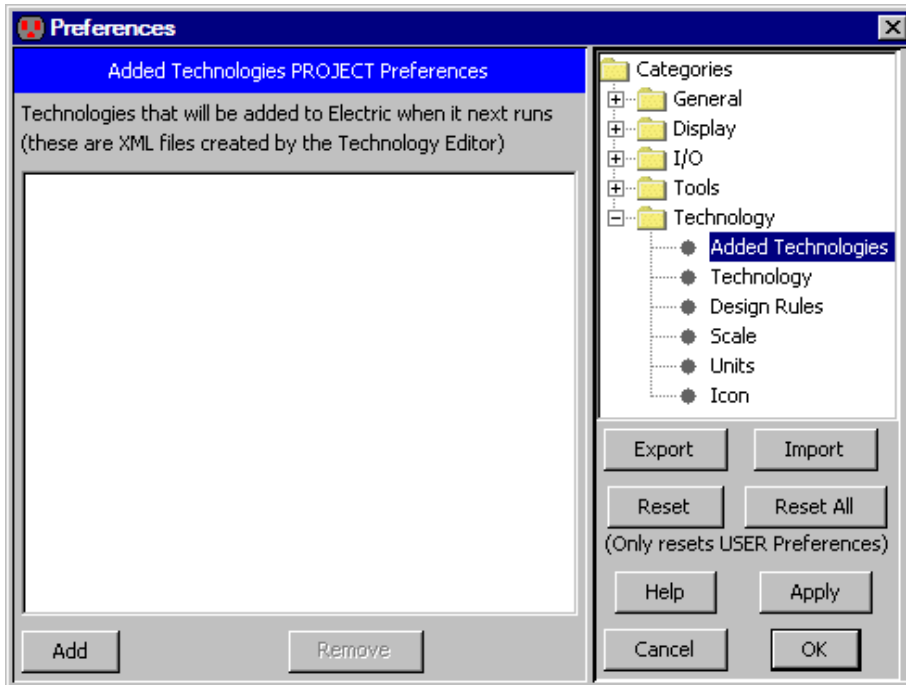 Preferences
Added Technologies PROJECT Preferences
Technologies that will be added to Electric when it next runs
(these are XML files created by the Technology Editor)
Add
Remove
Categories
General
Display
I/O
Tools
Technology
Added Technologies
Technology
Design Rules
Scale
Units
Icon
Export
Import
Reset
Reset All
(Only resets USER Preferences)
Help
Apply
Cancel
OK